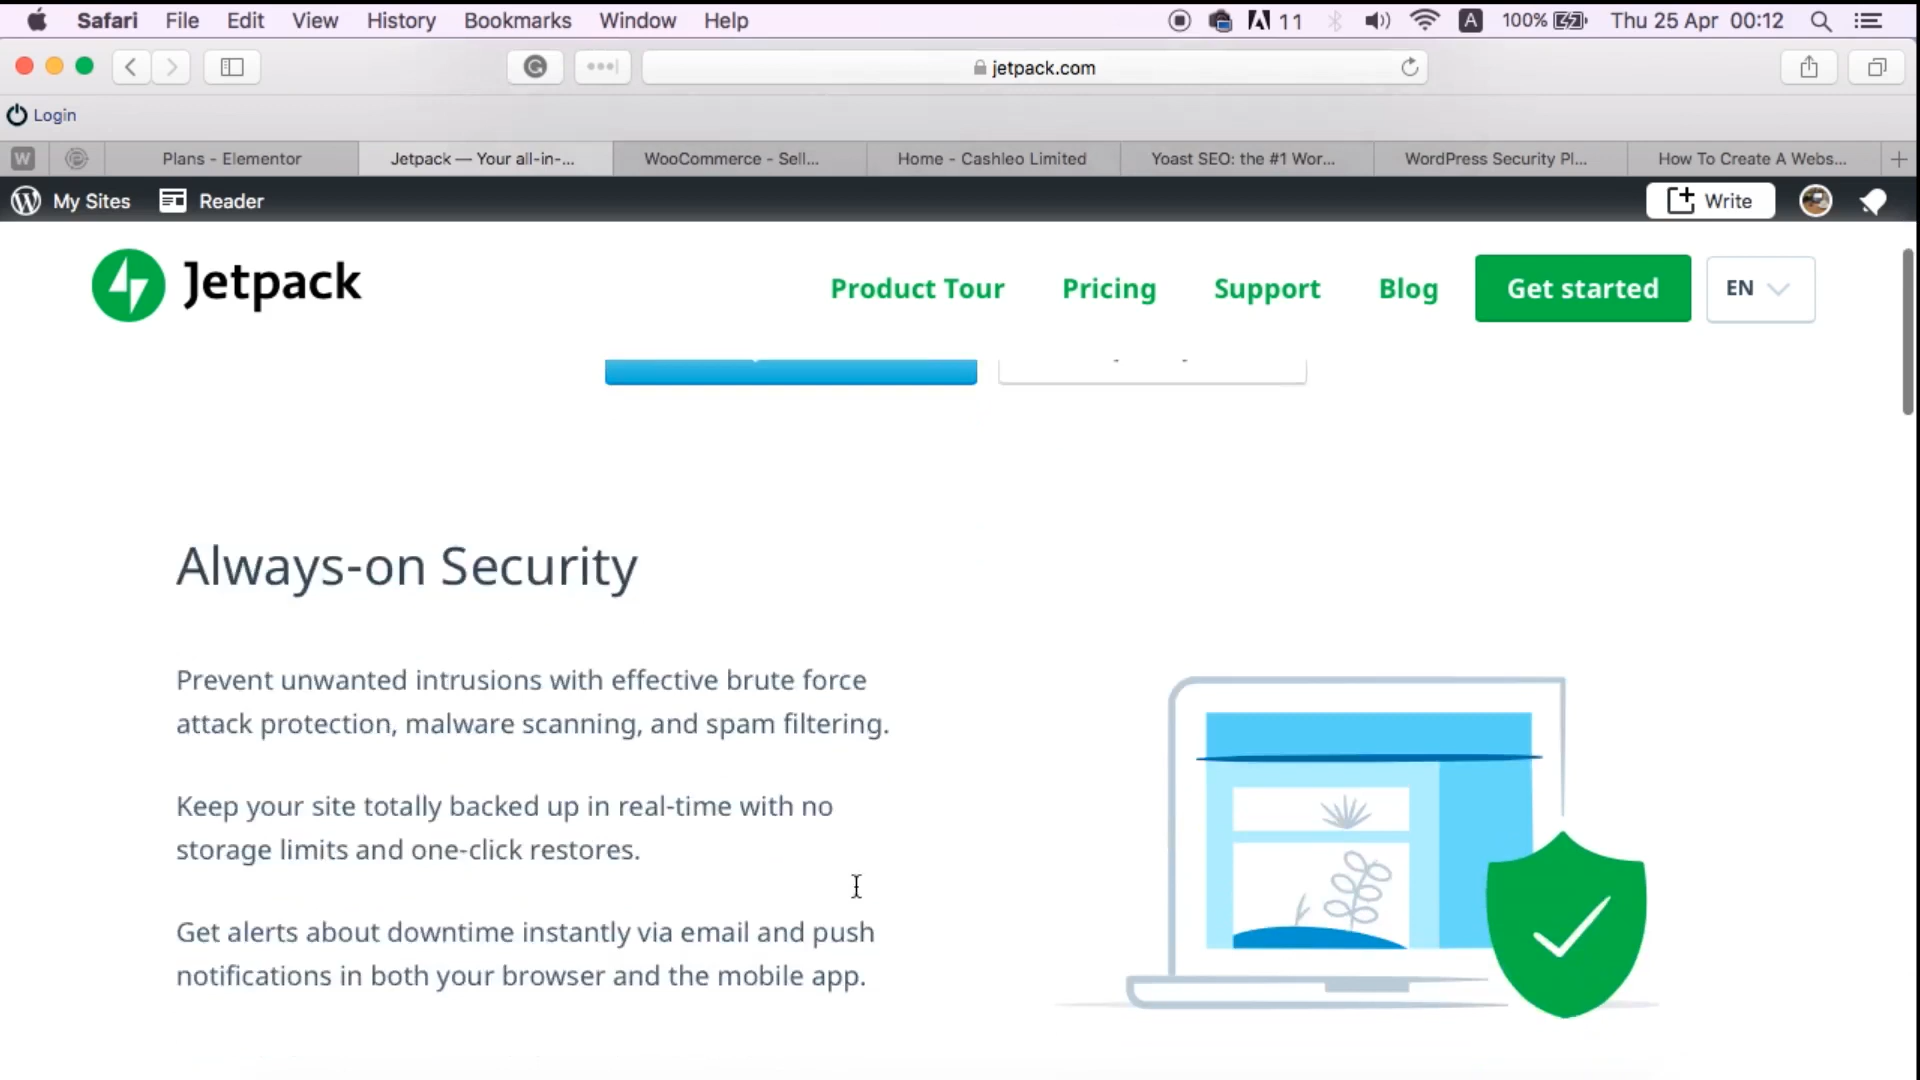 Safari File Edit View History Bookmarks Window Help 11 A 100% Thu 25 Apr 00:12
jetpack.com
Login
W Plans - Elementor Jetpack — Your all-in-... WooCommerce - Sell... Home - Cashleo Limited Yoast SEO: the #1 Wor... WordPress Security Pl... How To Create A Webs...
My Sites Reader Write
Jetpack Product Tour Pricing Support Blog Get started EN
Always-on Security
Prevent unwanted intrusions with effective brute force
attack protection, malware scanning, and spam filtering.
Keep your site totally backed up in real-time with no
storage limits and one-click restores.
Get alerts about downtime instantly via email and push
notifications in both your browser and the mobile app.